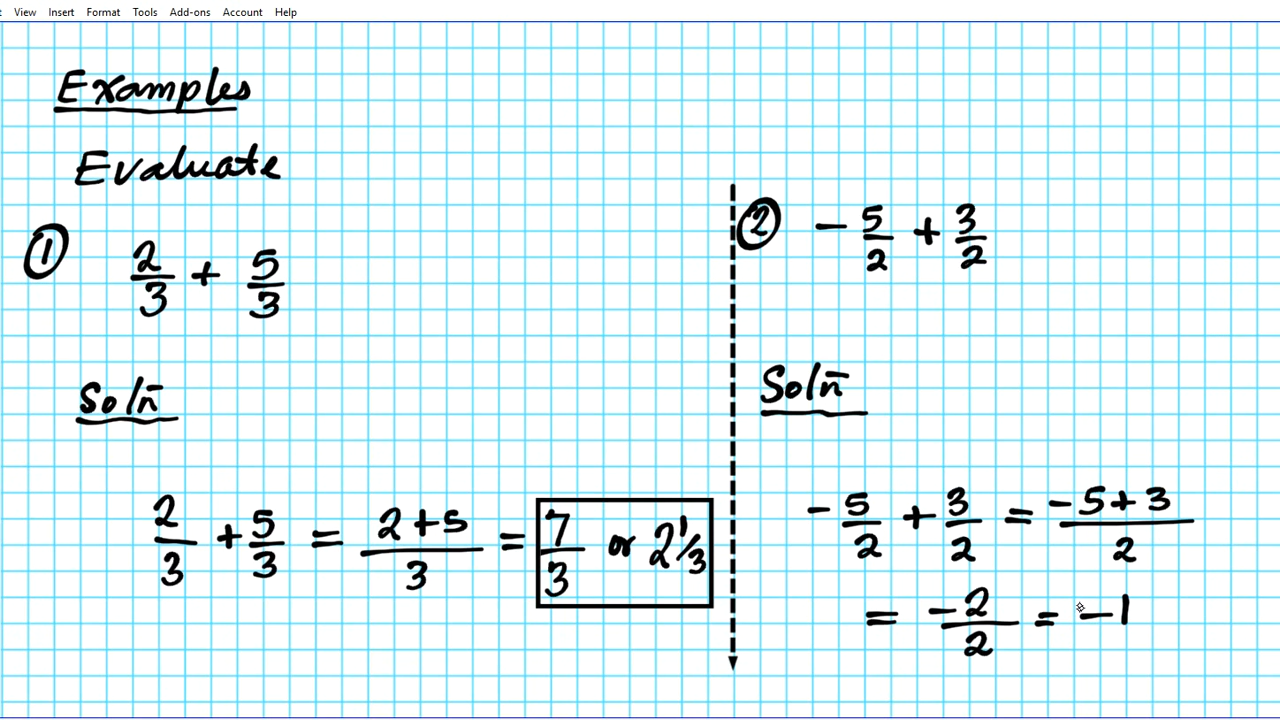 View Insert Format Tools Add-ons Account Help
Examples
Evaluate
① 2/3 + 5/3
Soln̄
2/3 + 5/3 = (2+5)/3 = 7/3 or 2 1/3
② -5/2 + 3/2
Soln̄
-5/2 + 3/2 = (-5+3)/2
= -2/2 = -1